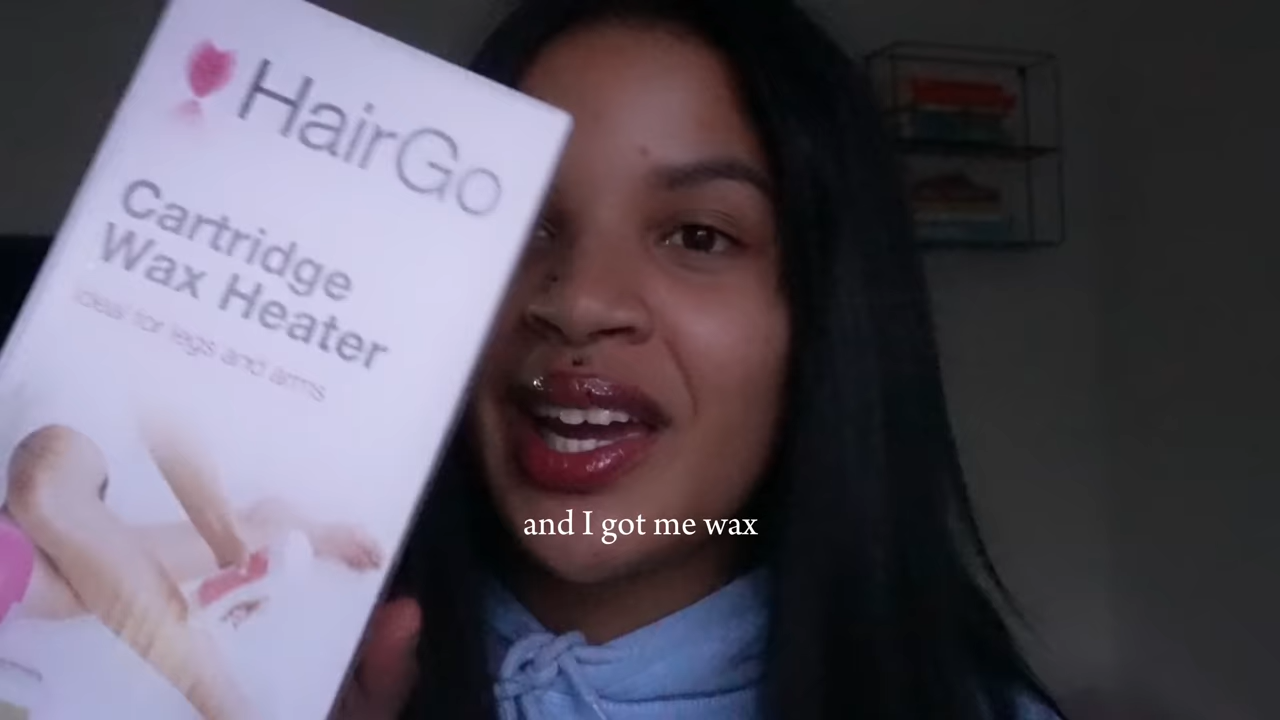 HairGo
Cartridge
Wax Heater
ideal for legs and arms
and I got me wax